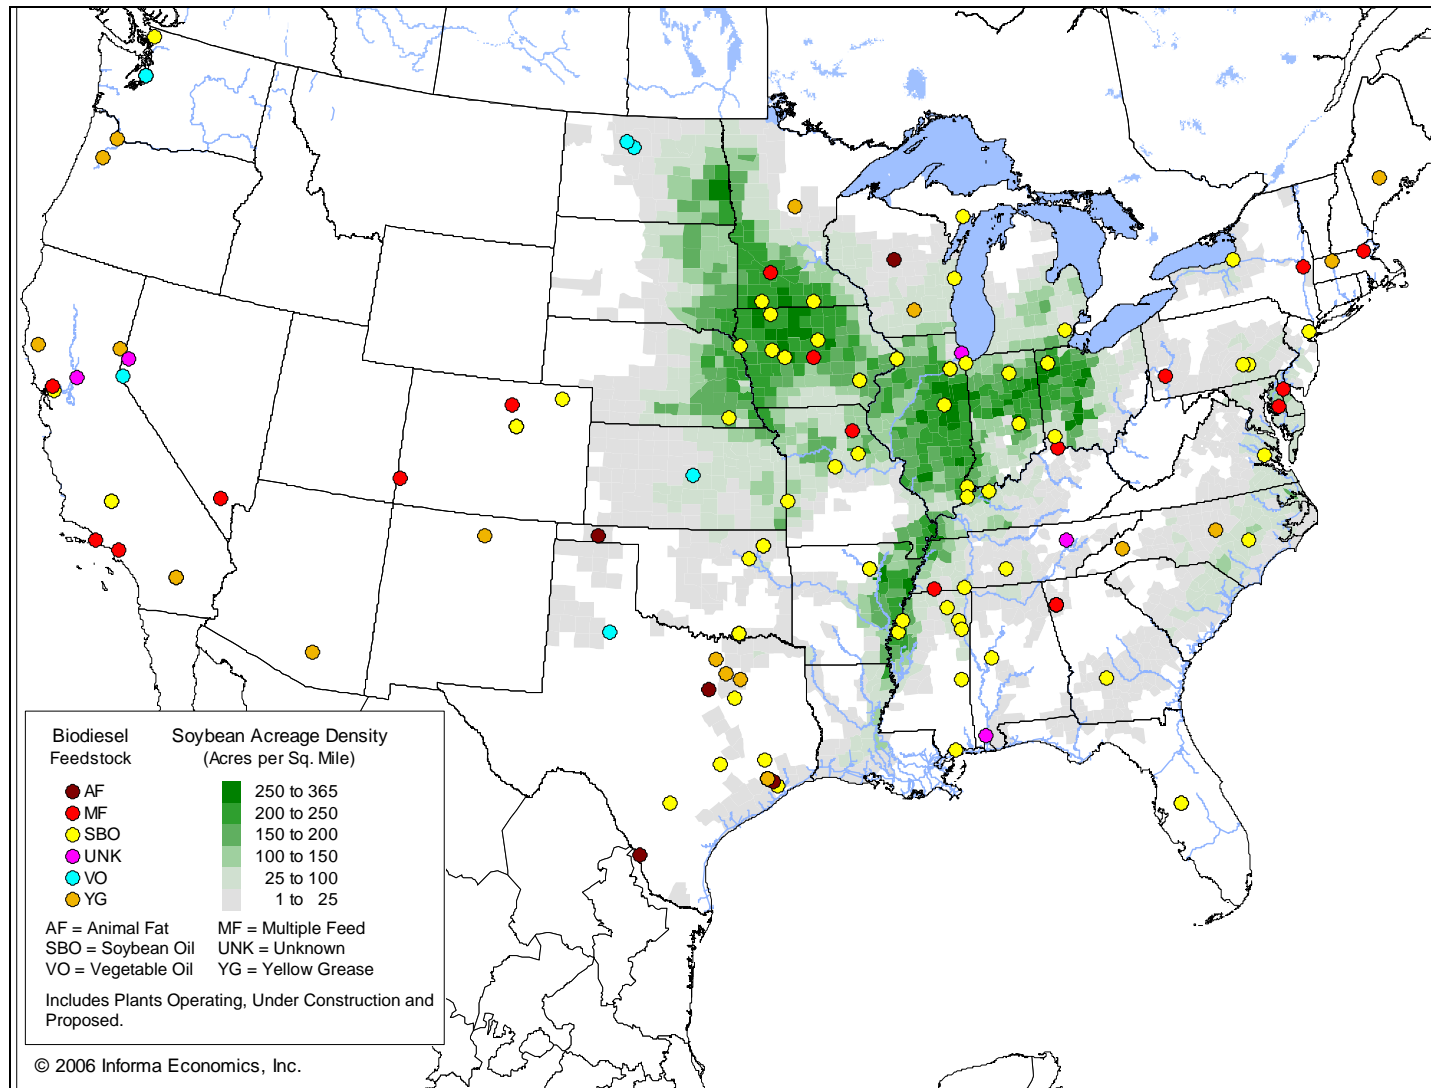 Biodiesel
Feedstock
Soybean Acreage Density
(Acres per Sq. Mile)
AF
MF
SBO
UNK
VO
YG
250 to 365
200 to 250
150 to 200
100 to 150
25 to 100
1 to 25
AF = Animal Fat
MF = Multiple Feed
SBO = Soybean Oil
UNK = Unknown
VO = Vegetable Oil
YG = Yellow Grease
Includes Plants Operating, Under Construction and
Proposed.
© 2006 Informa Economics, Inc.